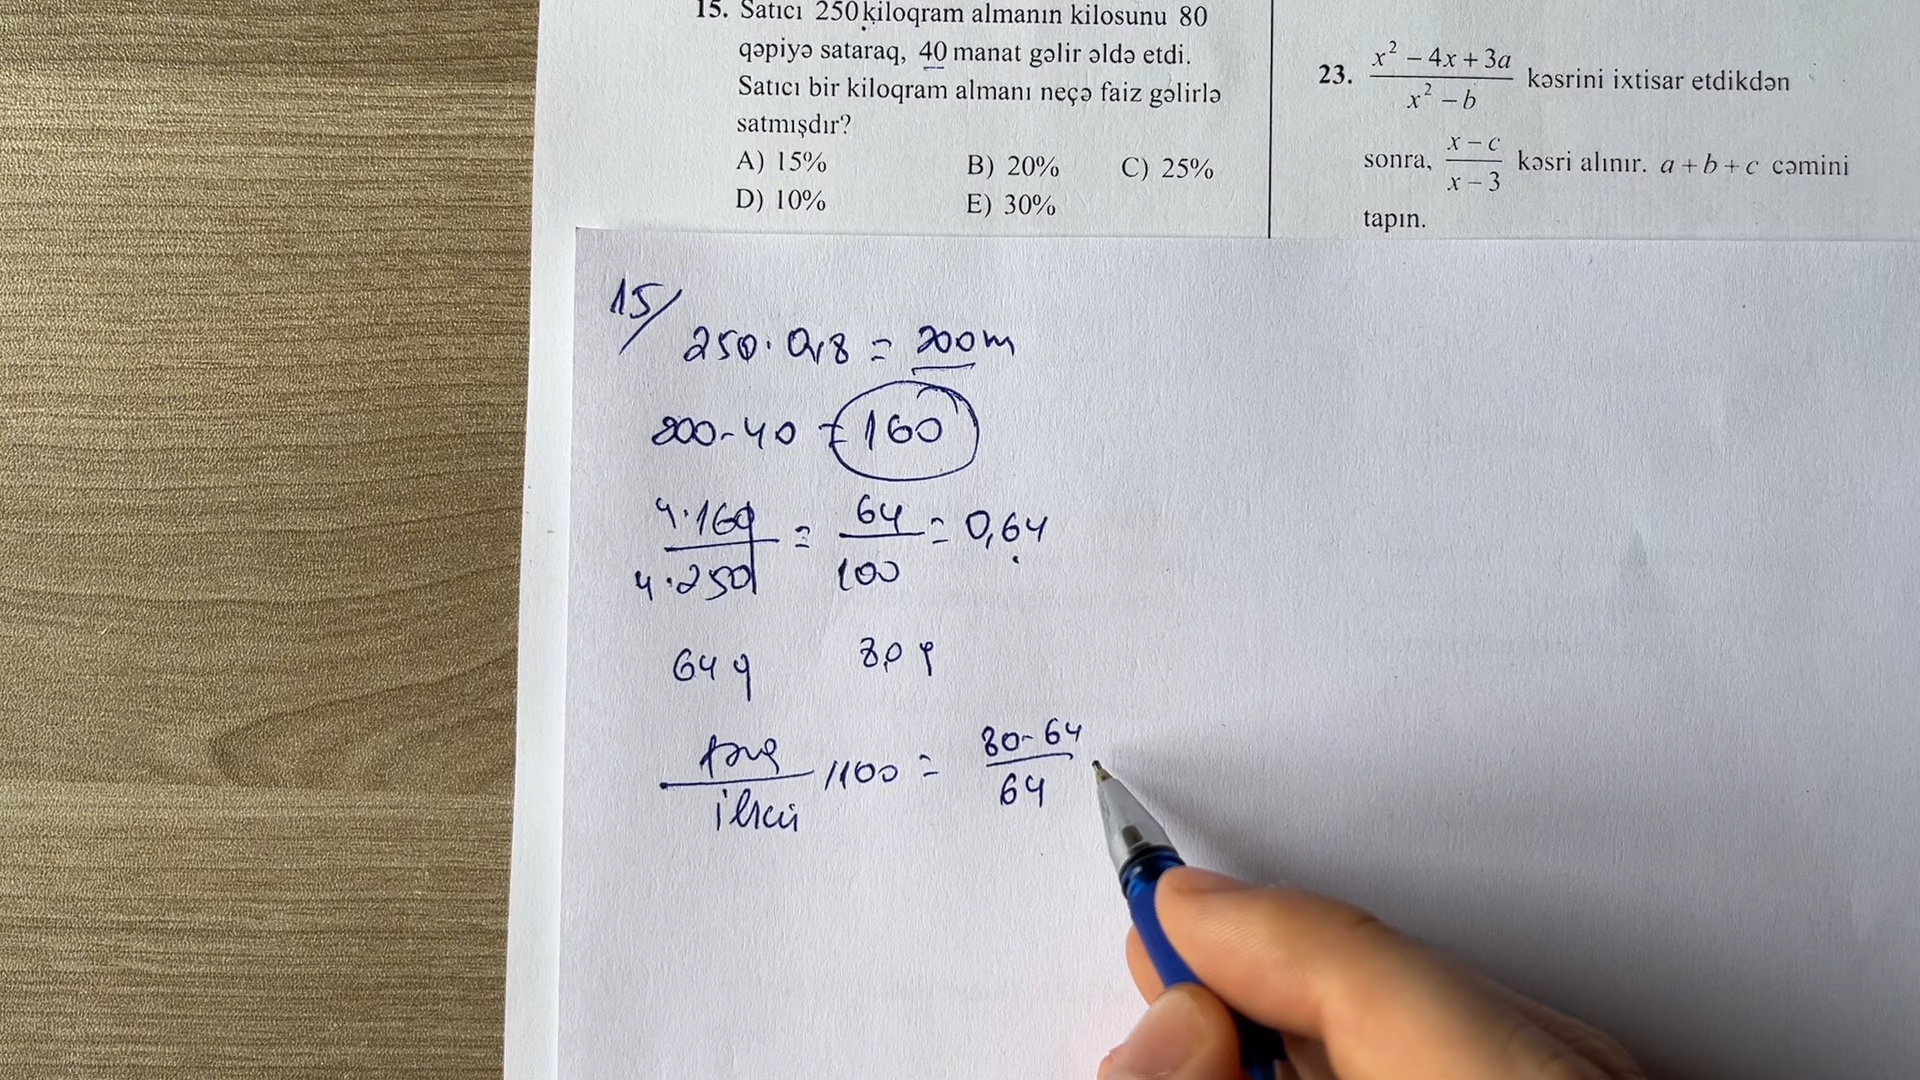 15. Satıcı 250 kiloqram almanın kilosunu 80
qəpiyə sataraq, 40 manat gəlir əldə etdi.
Satıcı bir kiloqram almanı neçə faiz gəlirlə
satmışdır?
A) 15% B) 20% C) 25%
D) 10% E) 30%
23. (x² − 4x + 3a)/(x² − b) kəsrini ixtisar etdikdən
sonra, (x − c)/(x − 3) kəsri alınır. a + b + c cəmini
tapın.
15/
250 · 0,8 = 200 m
200 - 40 = 160
4·160/4·250 = 64/100 = 0,64
64 q 80 q
fərq/ilkin · 100 = 80-64/64